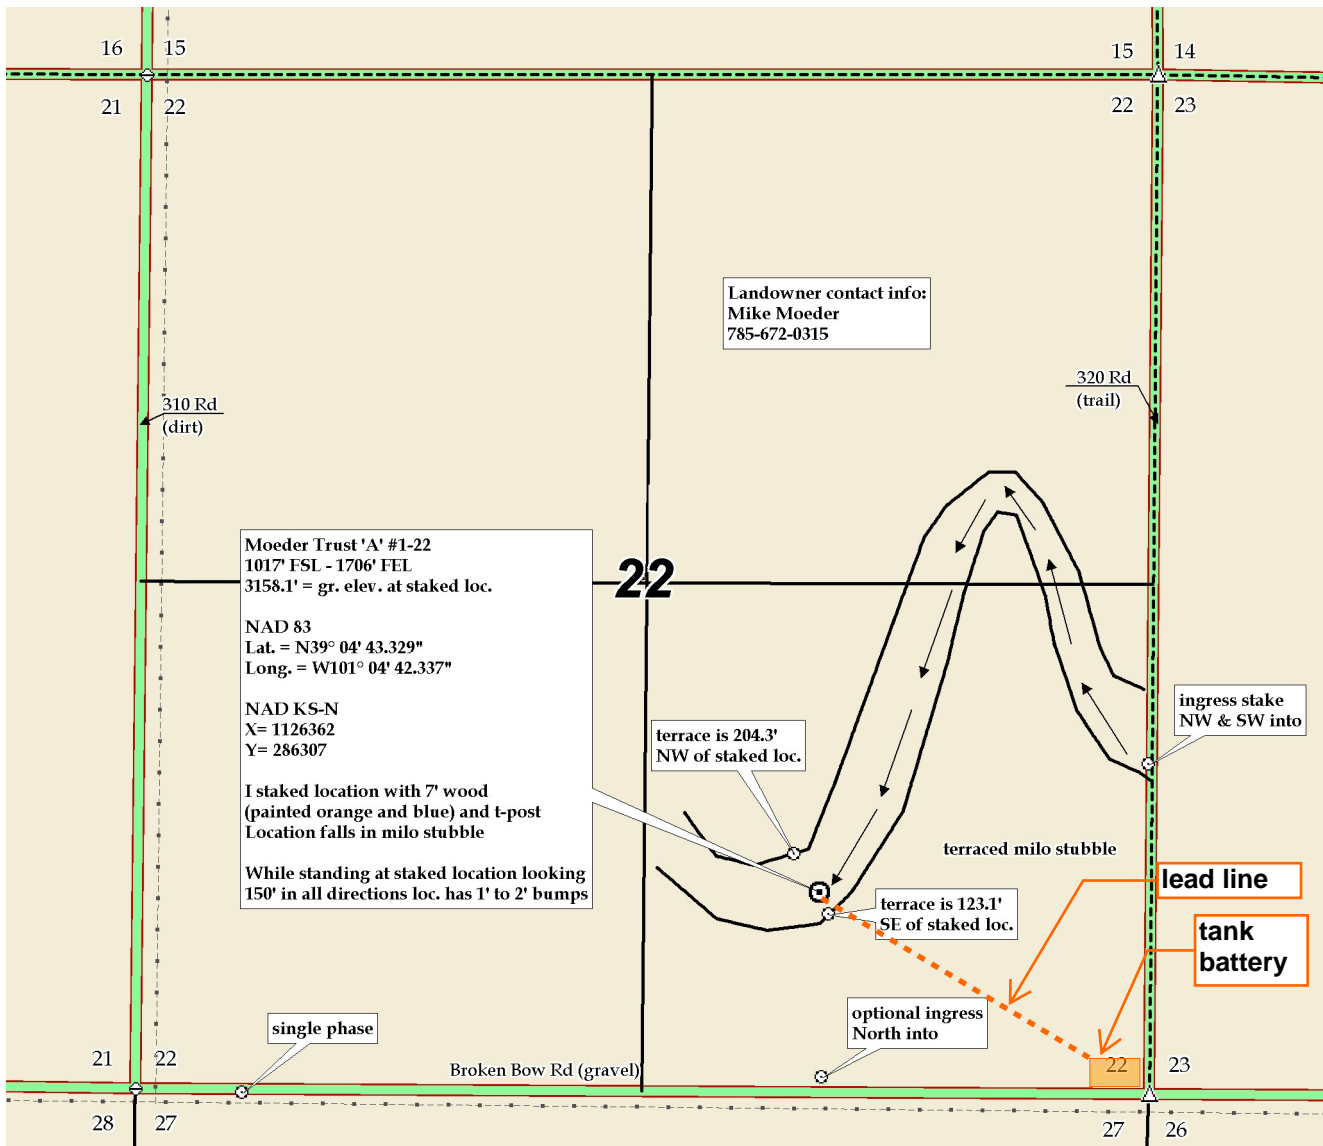 16 15
15 14
21 22
22 23
Landowner contact info:
Mike Moeder
785-672-0315
320 Rd
(trail)
310 Rd
(dirt)
Moeder Trust 'A' #1-22
1017' FSL - 1706' FEL
3158.1' = gr. elev. at staked loc.
NAD 83
Lat. = N39° 04' 43.329"
Long. = W101° 04' 42.337"
NAD KS-N
X= 1126362
Y= 286307
I staked location with 7' wood
(painted orange and blue) and t-post
Location falls in milo stubble
While standing at staked location looking
150' in all directions loc. has 1' to 2' bumps
22
ingress stake
NW & SW into
terrace is 204.3'
NW of staked loc.
terraced milo stubble
lead line
terrace is 123.1'
SE of staked loc.
tank
battery
optional ingress
North into
single phase
Broken Bow Rd (gravel)
21 22
22 23
28 27
27 26